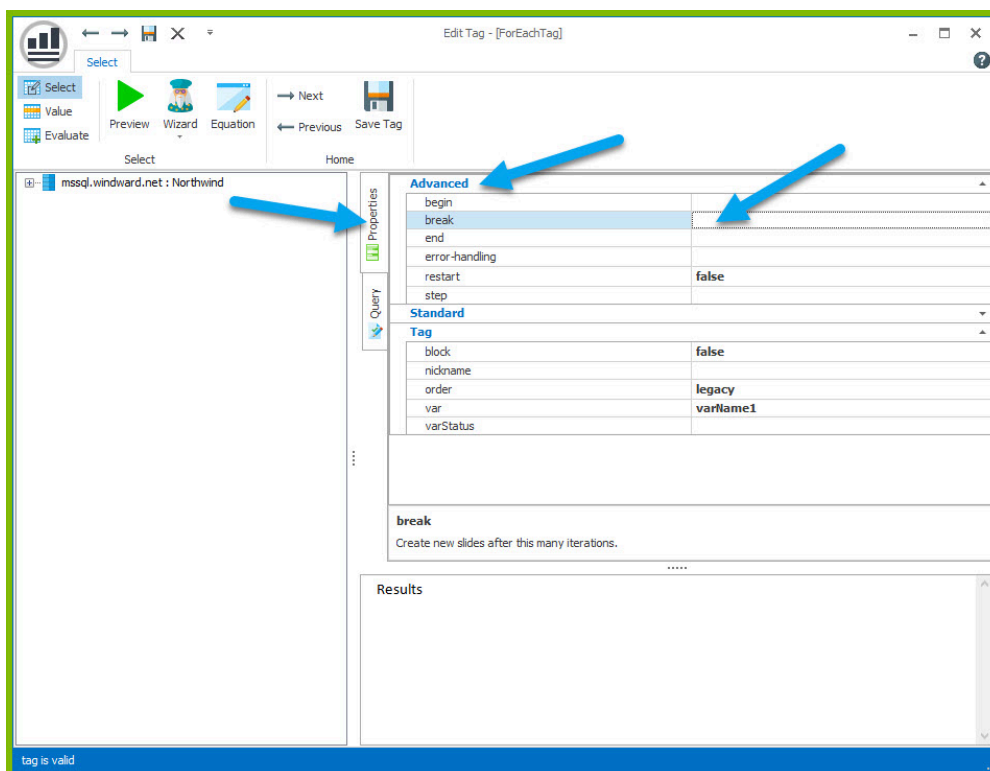 Edit Tag - [ForEachTag]
Select
Select
Value
Evaluate
Preview
Wizard
Equation
Next
Previous
Save Tag
Select
Home
mssql.windward.net : Northwind
Properties
Query
Advanced
begin
break
end
error-handling
restart false
step
Standard
Tag
block false
nickname
order legacy
var varName1
varStatus
break
Create new slides after this many iterations.
Results
tag is valid